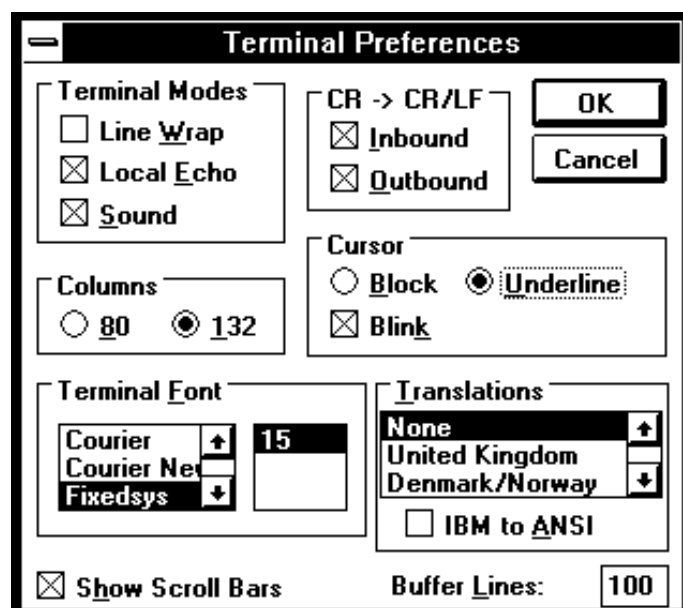 Terminal Preferences
Terminal Modes
Line Wrap
Local Echo
Sound
CR -> CR/LF
Inbound
Outbound
OK
Cancel
Columns
80 132
Cursor
Block Underline
Blink
Terminal Font
Courier
Courier Nev
Fixedsys
15
Translations
None
United Kingdom
Denmark/Norway
IBM to ANSI
Show Scroll Bars
Buffer Lines: 100